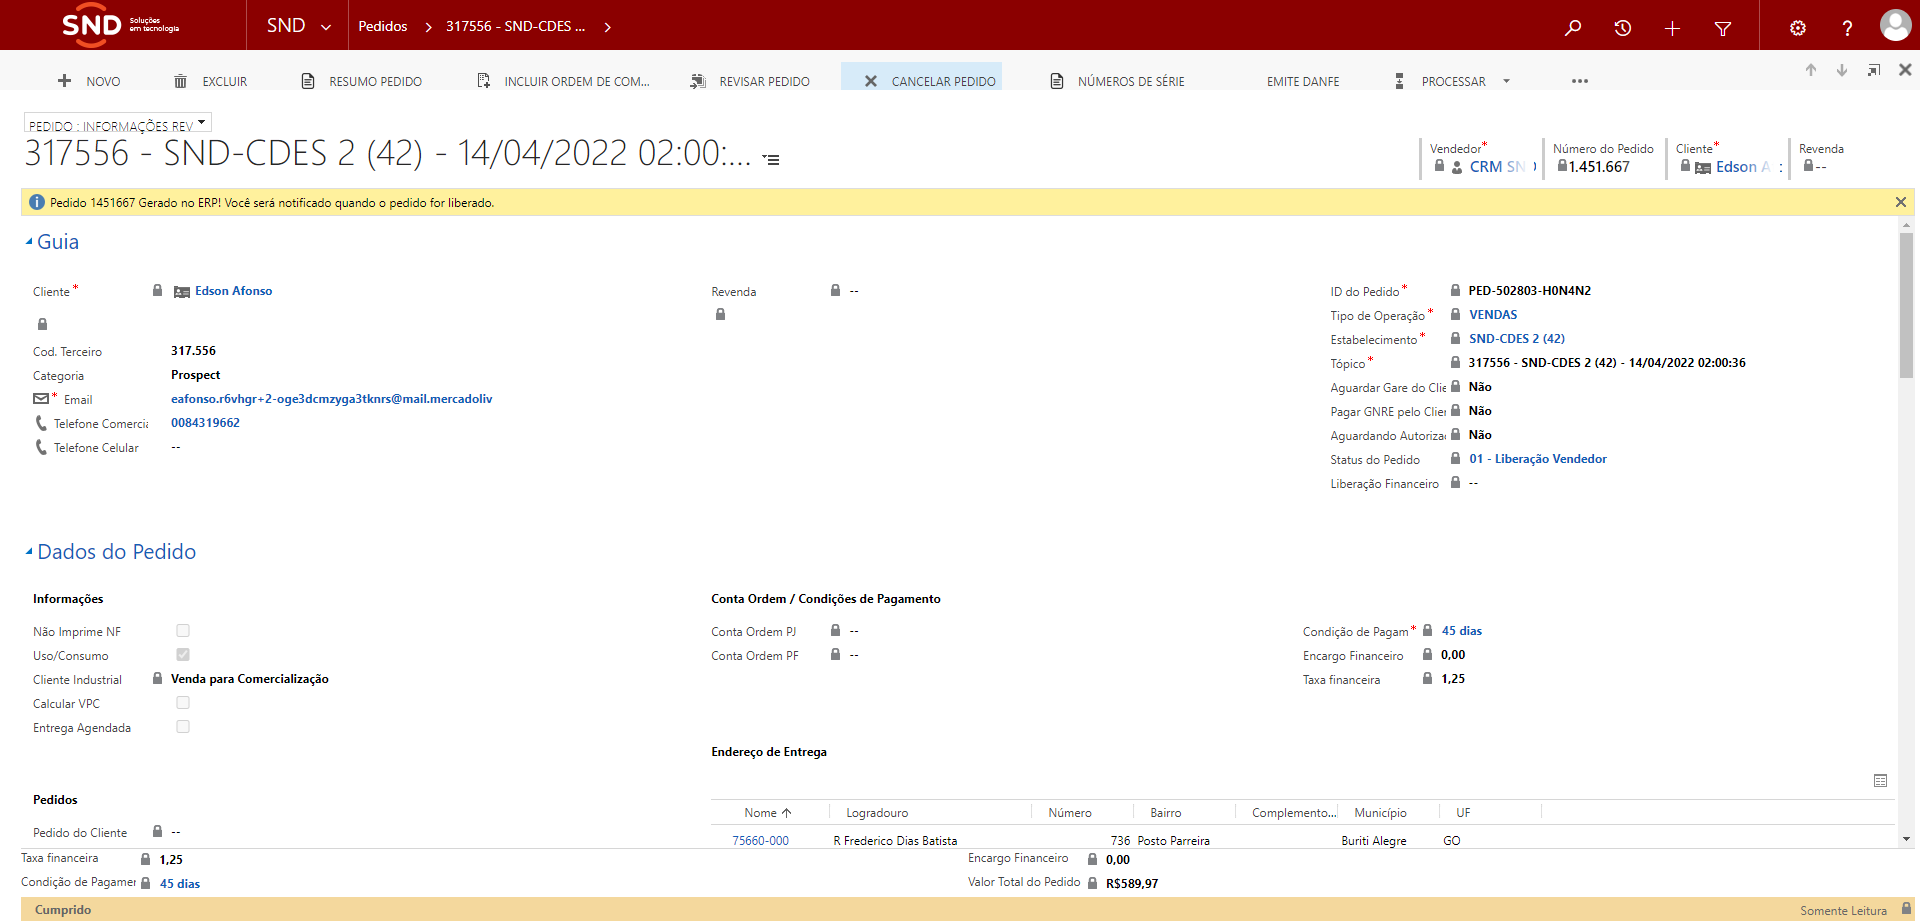 SND Soluções em tecnologia
SND
Pedidos
317556 - SND-CDES ...
NOVO
EXCLUIR
RESUMO PEDIDO
INCLUIR ORDEM DE COM...
REVISAR PEDIDO
CANCELAR PEDIDO
NÚMEROS DE SÉRIE
EMITE DANFE
PROCESSAR
PEDIDO : INFORMAÇÕES REV
317556 - SND-CDES 2 (42) - 14/04/2022 02:00:...
Vendedor*
CRM SN
Número do Pedido
1.451.667
Cliente*
Edson A
Revenda
--
Pedido 1451667 Gerado no ERP! Você será notificado quando o pedido for liberado.
Guia
Cliente* Edson Afonso
Cod. Terceiro 317.556
Categoria Prospect
* Email eafonso.r6vhgr+2-oge3dcmzyga3tknrs@mail.mercadoliv
Telefone Comercia 0084319662
Telefone Celular --
Revenda --
ID do Pedido* PED-502803-H0N4N2
Tipo de Operação* VENDAS
Estabelecimento* SND-CDES 2 (42)
Tópico* 317556 - SND-CDES 2 (42) - 14/04/2022 02:00:36
Aguardar Gare do Clie Não
Pagar GNRE pelo Clier Não
Aguardando Autoriza Não
Status do Pedido 01 - Liberação Vendedor
Liberação Financeiro --
Dados do Pedido
Informações
Não Imprime NF
Uso/Consumo
Cliente Industrial Venda para Comercialização
Calcular VPC
Entrega Agendada
Conta Ordem / Condições de Pagamento
Conta Ordem PJ --
Conta Ordem PF --
Condição de Pagam* 45 dias
Encargo Financeiro 0,00
Taxa financeira 1,25
Endereço de Entrega
Nome Logradouro Número Bairro Complemento... Município UF
75660-000 R Frederico Dias Batista 736 Posto Parreira Buriti Alegre GO
Pedidos
Pedido do Cliente --
Taxa financeira 1,25
Encargo Financeiro 0,00
Condição de Pagamer 45 dias
Valor Total do Pedido R$589,97
Cumprido
Somente Leitura